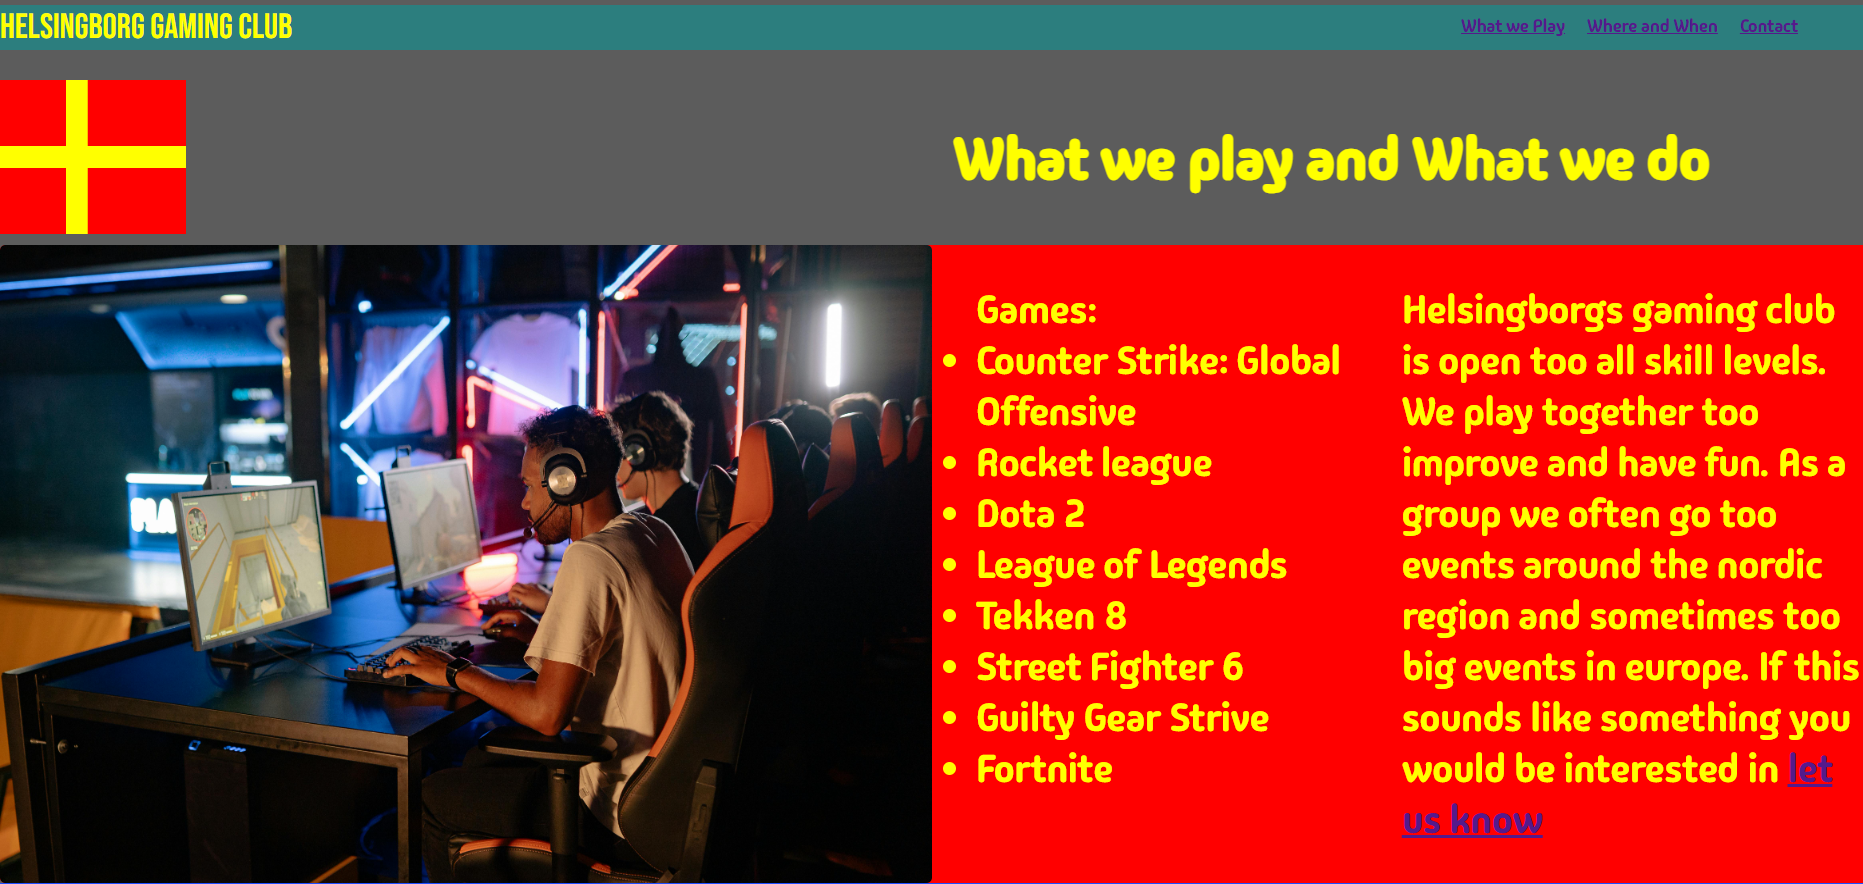 HELSINGBORG GAMING CLUB
What we Play
Where and When
Contact
What we play and What we do
Games:
Counter Strike: Global
Offensive
Rocket league
Dota 2
League of Legends
Tekken 8
Street Fighter 6
Guilty Gear Strive
Fortnite
Helsingborgs gaming club
is open too all skill levels.
We play together too
improve and have fun. As a
group we often go too
events around the nordic
region and sometimes too
big events in europe. If this
sounds like something you
would be interested in let
us know